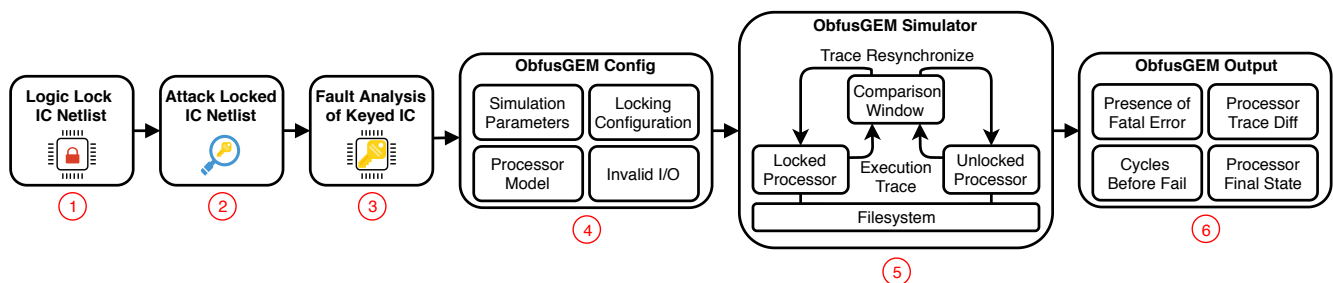 Logic Lock
IC Netlist
1
Attack Locked
IC Netlist
2
Fault Analysis
of Keyed IC
3
ObfusGEM Config
Simulation
Parameters
Locking
Configuration
Processor
Model
Invalid I/O
4
ObfusGEM Simulator
Trace Resynchronize
Comparison
Window
Locked
Processor
Execution
Trace
Unlocked
Processor
Filesystem
5
ObfusGEM Output
Presence of
Fatal Error
Processor
Trace Diff
Cycles
Before Fail
Processor
Final State
6